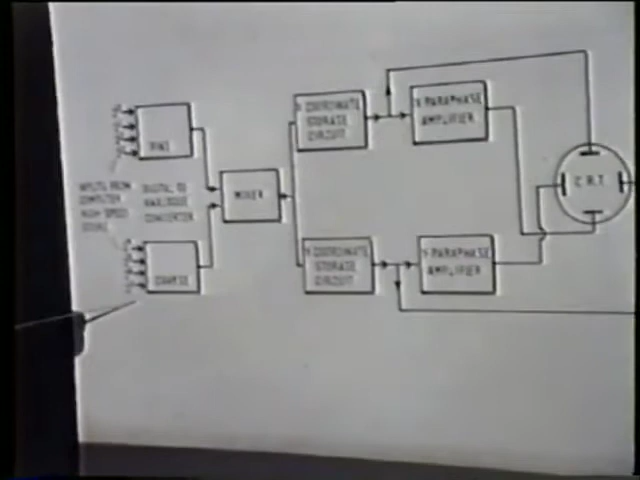 FINE
INPUTS FROM
COMPUTER
HIGH SPEED
DIGITAL TO
ANALOGUE
CONVERTER
COARSE
MIXER
X COORDINATE
STORAGE
CIRCUIT
X PARAPHASE
AMPLIFIER
Y COORDINATE
STORAGE
CIRCUIT
Y PARAPHASE
AMPLIFIER
C.R.T.